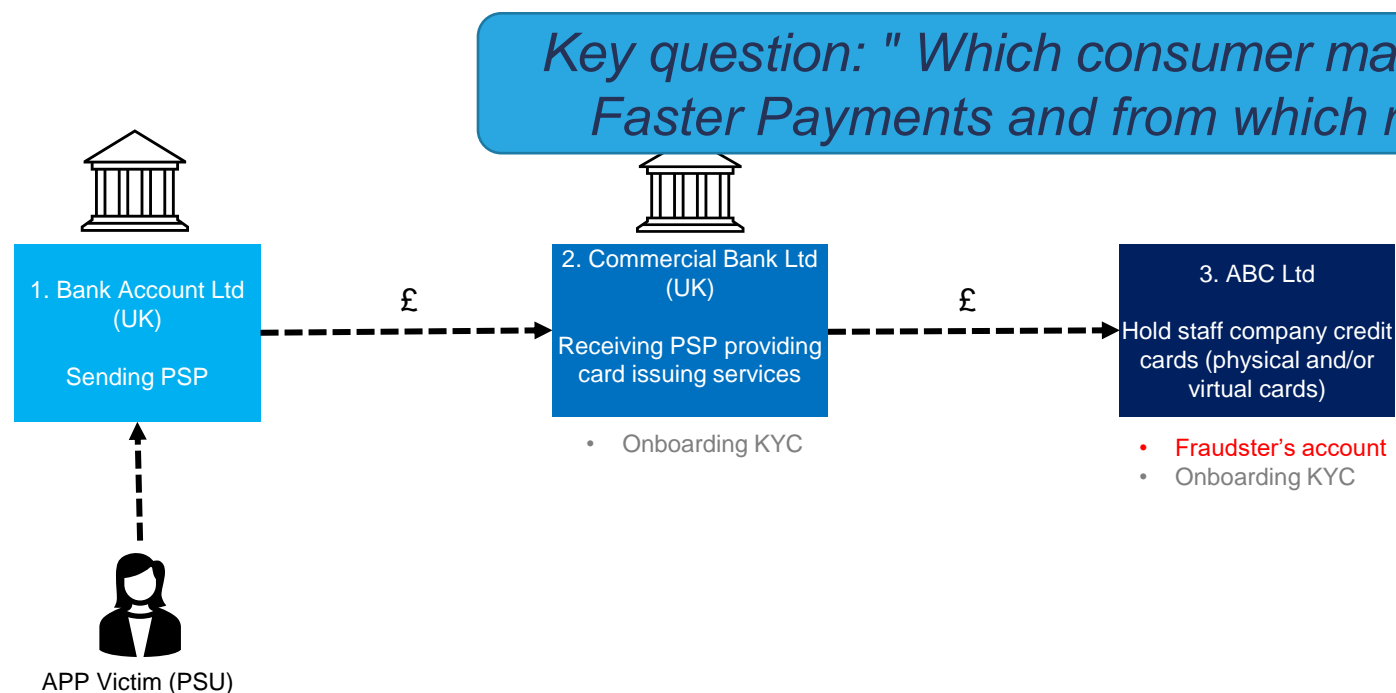 Key question: " Which consumer
Faster Payments and from which
1. Bank Account Ltd
(UK)
Sending PSP
£
2. Commercial Bank Ltd
(UK)
Receiving PSP providing
card issuing services
£
3. ABC Ltd
Hold staff company credit
cards (physical and/or
virtual cards)
• Onboarding KYC
• Fraudster's account
• Onboarding KYC
APP Victim (PSU)